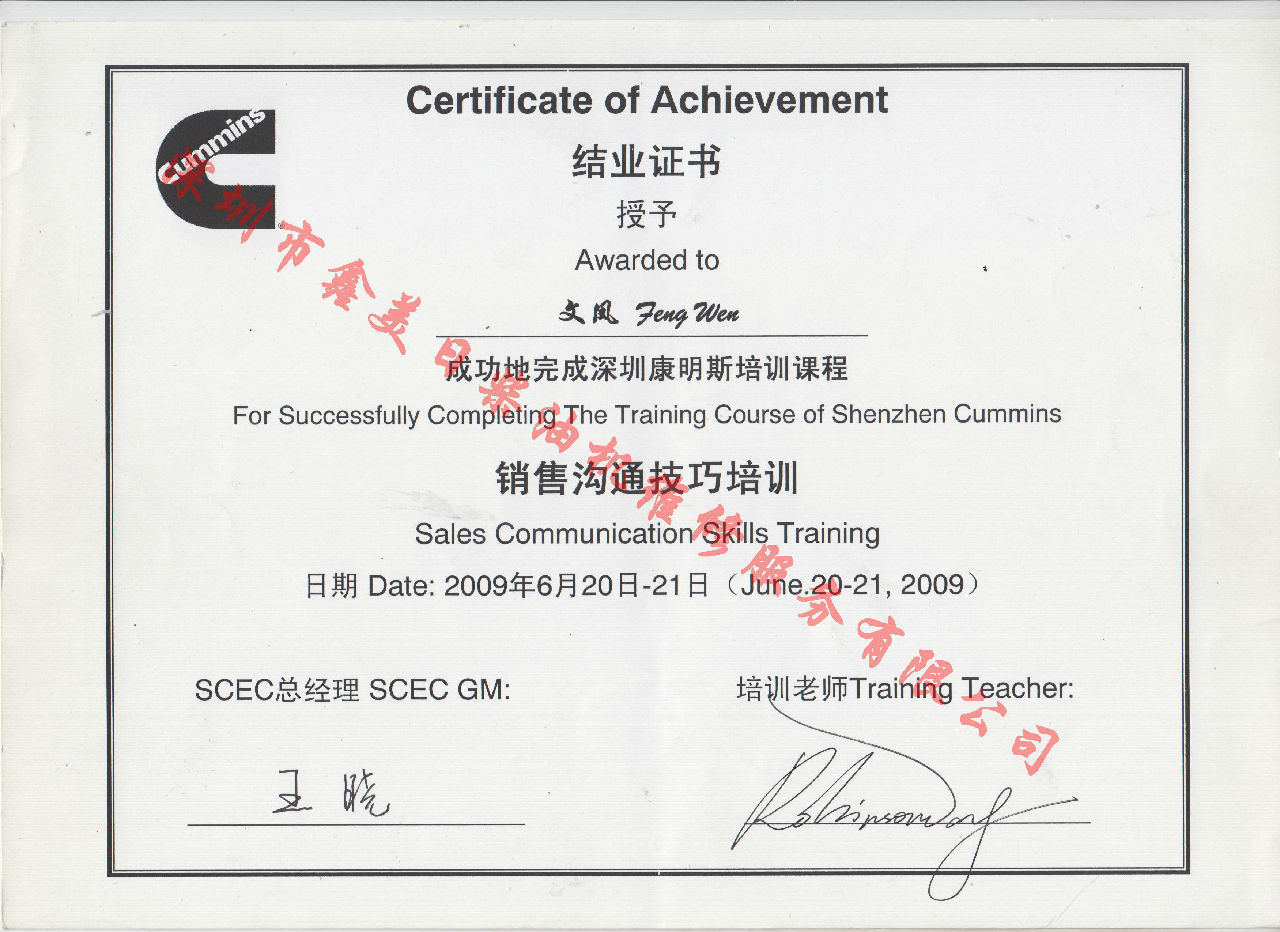 Certificate of Achievement
Cummins
结业证书
授予
Awarded to
文凤 Feng Wen
成功地完成深圳康明斯培训课程
For Successfully Completing The Training Course of Shenzhen Cummins
销售沟通技巧培训
Sales Communication Skills Training
日期 Date: 2009年6月20日-21日（June.20-21, 2009）
SCEC总经理 SCEC GM:
培训老师Training Teacher:
王晓
深圳市鑫美日柴油机维修服务有限公司